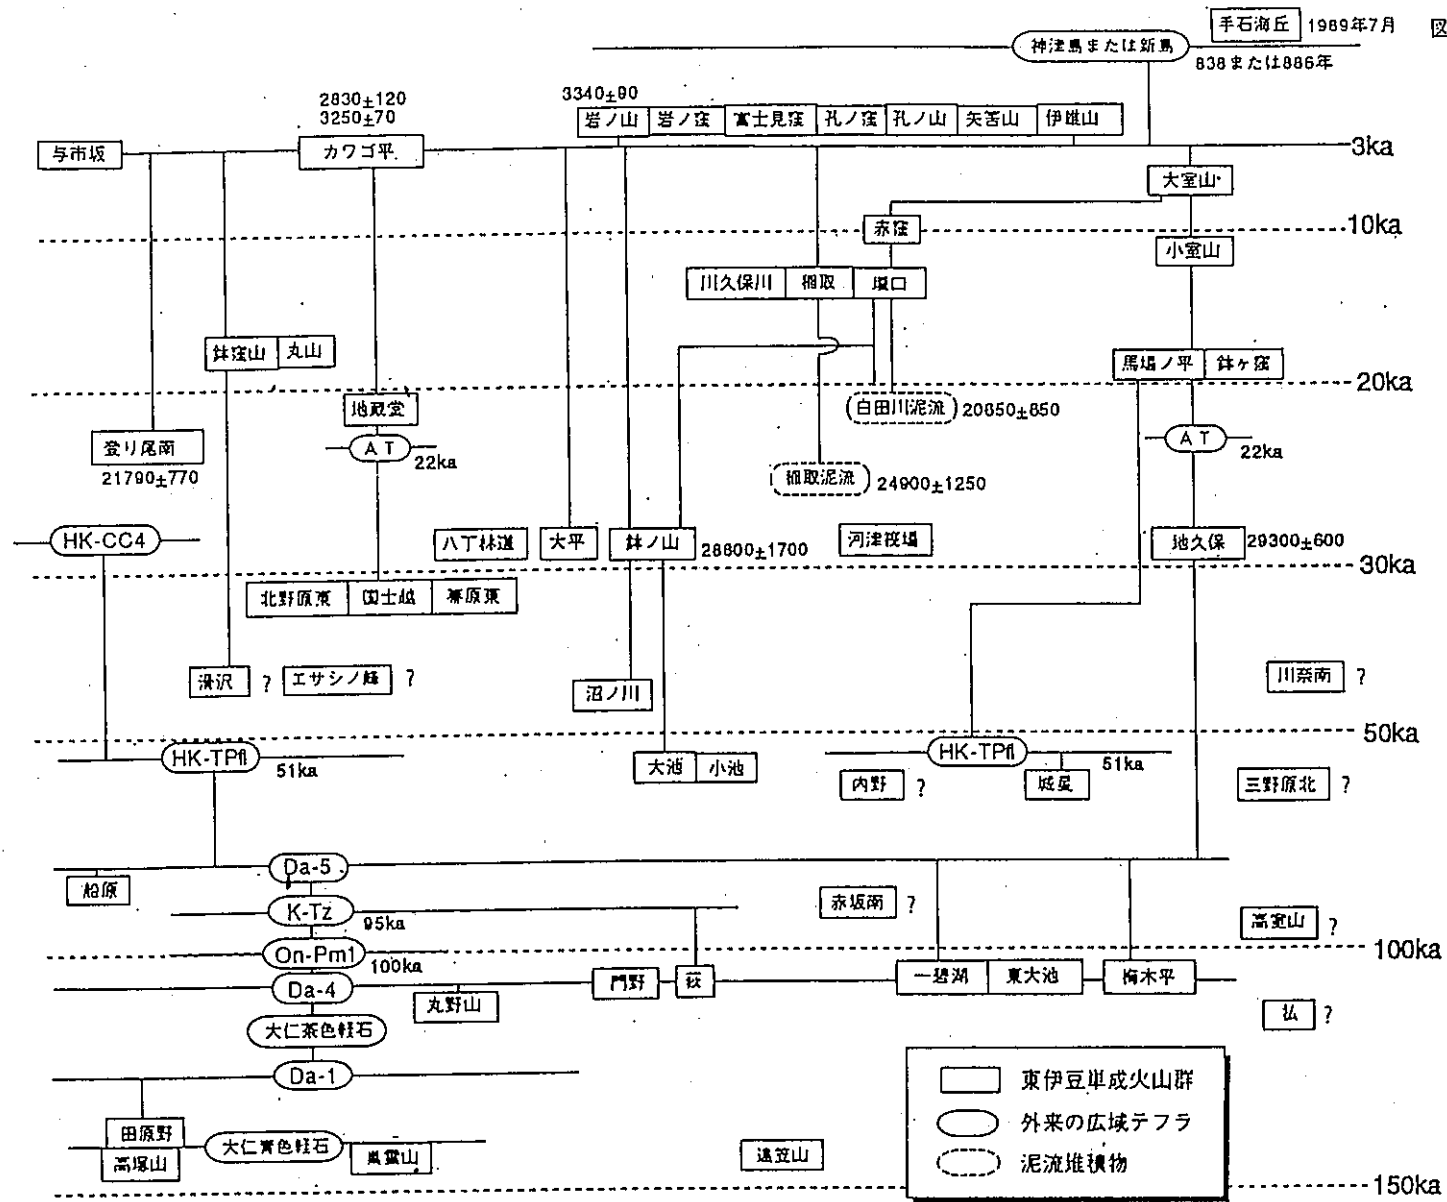 手石海丘 1989年7月 図
神津島または新島
838または886年
2830±120
3250±70
3340±90
岩ノ山 岩ノ窪 富士見窪 孔ノ窪 孔ノ山 矢筈山 伊雄山
与市坂 カワゴ平 3ka
大室山
赤窪 10ka
小室山
川久保川 稲取 堰口
鉢窪山 丸山
馬場ノ平 鉢ヶ窪
20ka
地蔵堂 白田川泥流 20850±850
登り尾南 AT 22ka AT 22ka
21790±770 稲取泥流 24900±1250
HK-CC4 八丁林道 大平 鉢ノ山 28600±1700 河津筏場 地久保 29300±600
30ka
北野原東 国士越 茅原東
滑沢 ? エサシノ峰 ? 沼ノ川 川奈南 ?
50ka
HK-TPfl 51ka HK-TPfl 51ka
大池 小池 内野 ? 城星 三野原北 ?
Da-5
船原 赤坂南 ?
K-Tz 95ka 高室山 ?
On-Pm1 100ka 100ka
Da-4 丸野山 門野 荻 一碧湖 東大池 梅木平
払 ?
大仁茶色軽石
Da-1
田原野
高塚山 大仁青色軽石 巣雲山 遠笠山
東伊豆単成火山群
外来の広域テフラ
泥流堆積物
150ka